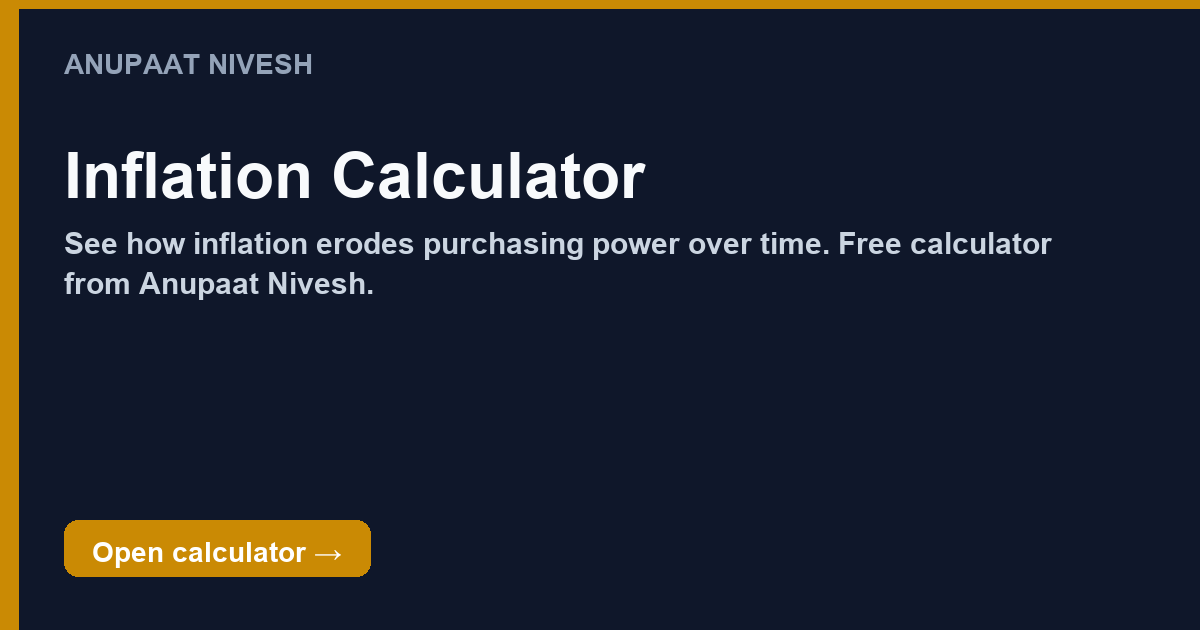 ANUPAAT NIVESH
Inflation Calculator
See how inflation erodes purchasing power over time. Free calculator
from Anupaat Nivesh.
Open calculator →